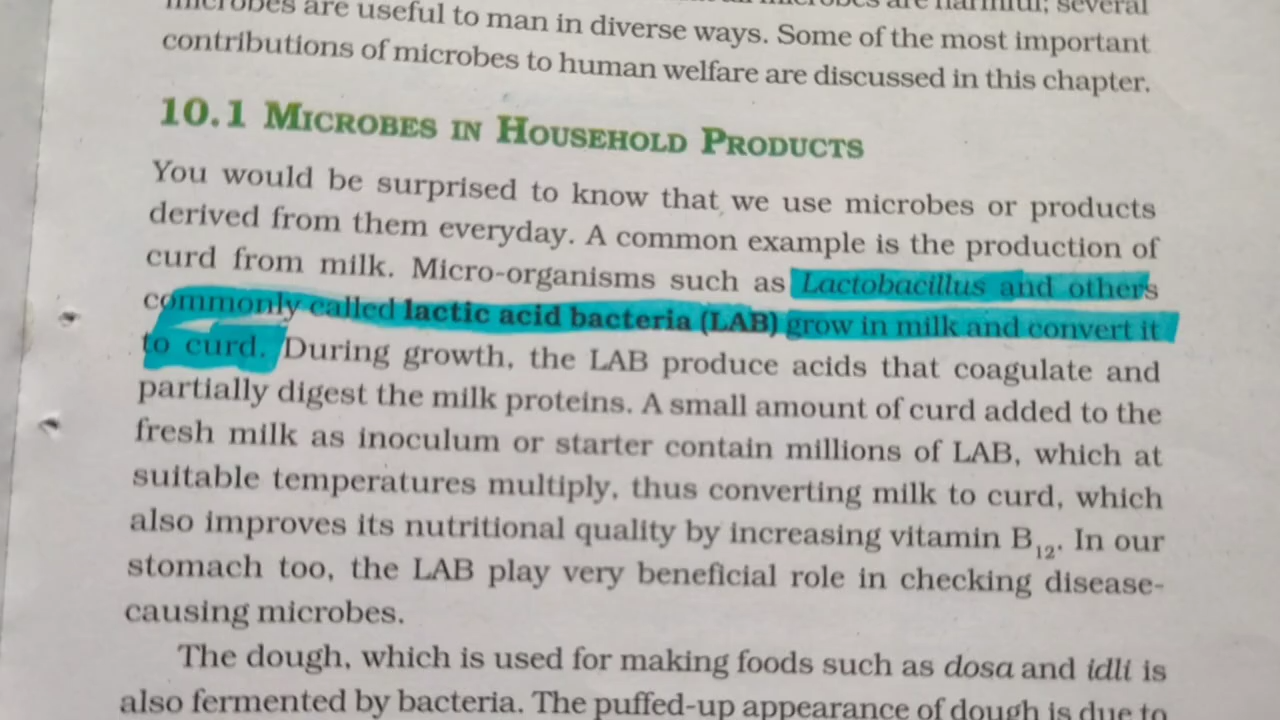 microbes are useful to man in diverse ways. Some of the most important
contributions of microbes to human welfare are discussed in this chapter.
10.1 MICROBES IN HOUSEHOLD PRODUCTS
You would be surprised to know that we use microbes or products
derived from them everyday. A common example is the production of
curd from milk. Micro-organisms such as Lactobacillus and others
commonly called lactic acid bacteria (LAB) grow in milk and convert it
to curd. During growth, the LAB produce acids that coagulate and
partially digest the milk proteins. A small amount of curd added to the
fresh milk as inoculum or starter contain millions of LAB, which at
suitable temperatures multiply, thus converting milk to curd, which
also improves its nutritional quality by increasing vitamin B₁₂. In our
stomach too, the LAB play very beneficial role in checking disease-
causing microbes.
The dough, which is used for making foods such as dosa and idli is
also fermented by bacteria. The puffed-up appearance of dough is due to